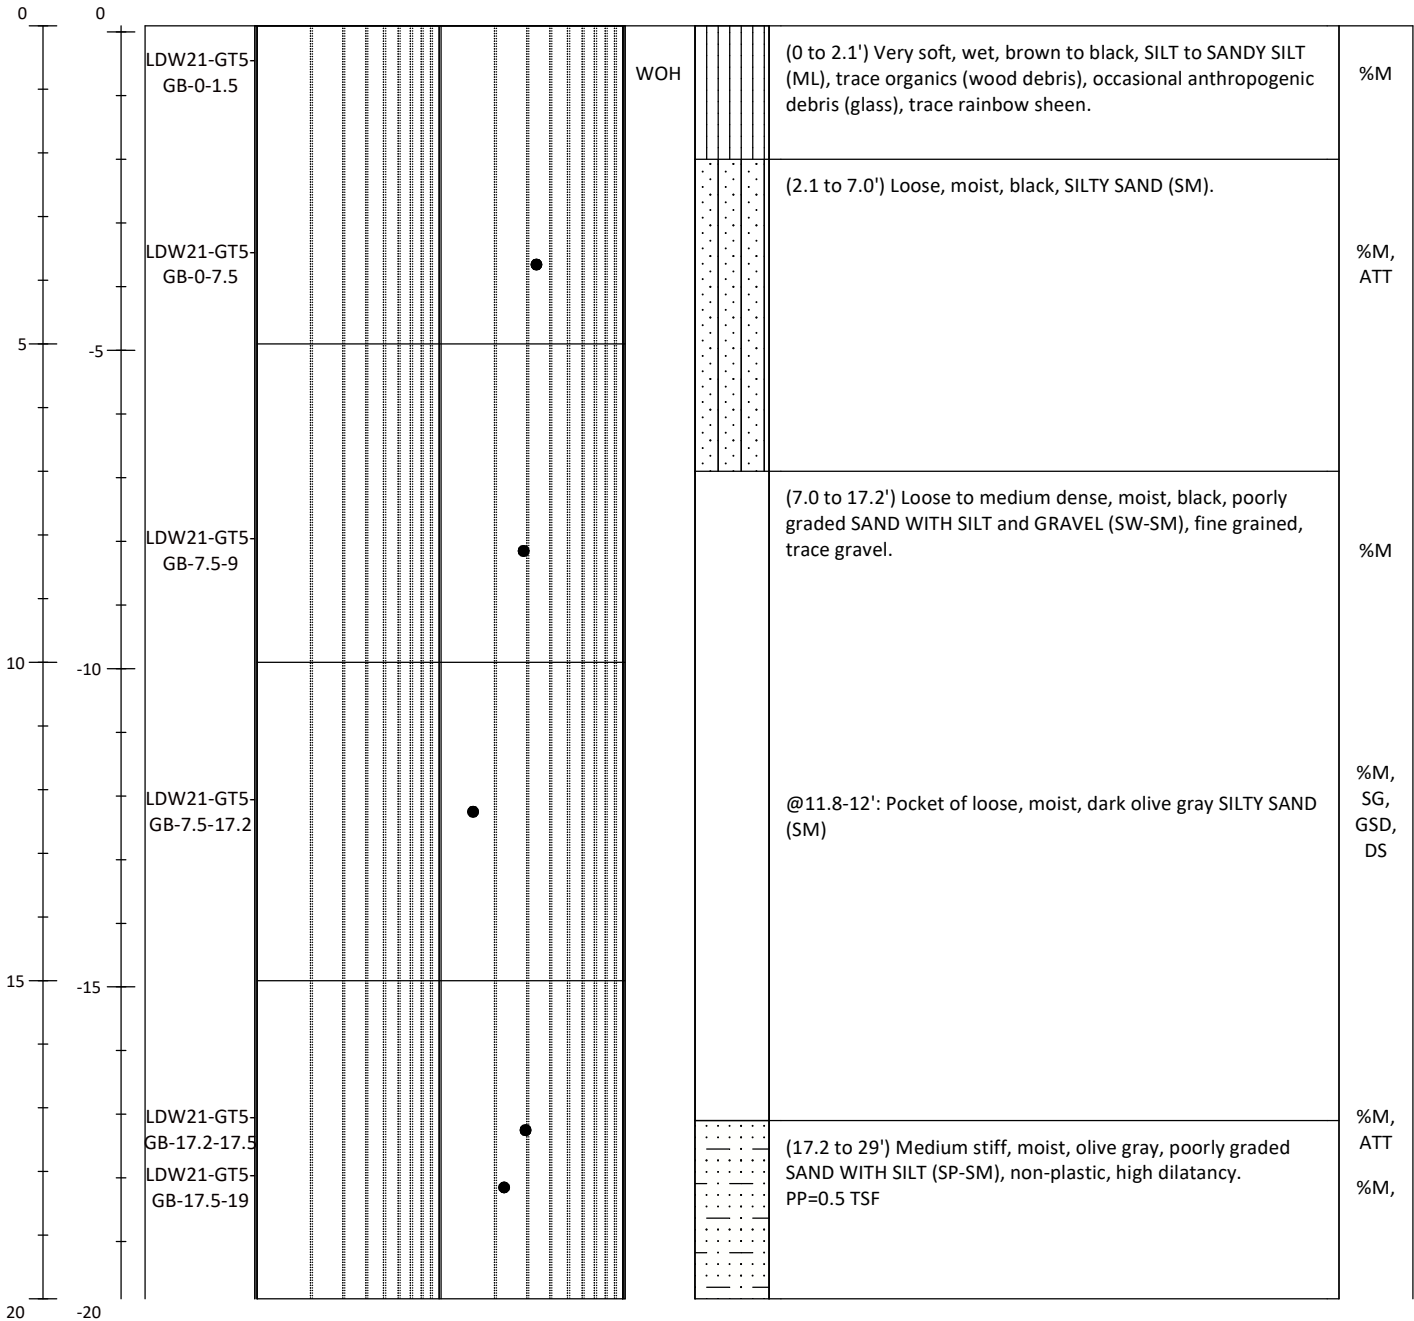 0
0
LDW21-GT5-
GB-0-1.5
WOH
(0 to 2.1') Very soft, wet, brown to black, SILT to SANDY SILT
(ML), trace organics (wood debris), occasional anthropogenic
debris (glass), trace rainbow sheen.
%M
(2.1 to 7.0') Loose, moist, black, SILTY SAND (SM).
LDW21-GT5-
GB-0-7.5
%M,
ATT
5
-5
(7.0 to 17.2') Loose to medium dense, moist, black, poorly
graded SAND WITH SILT and GRAVEL (SW-SM), fine grained,
trace gravel.
LDW21-GT5-
GB-7.5-9
%M
10
-10
LDW21-GT5-
GB-7.5-17.2
@11.8-12': Pocket of loose, moist, dark olive gray SILTY SAND
(SM)
%M,
SG,
GSD,
DS
15
-15
LDW21-GT5-
GB-17.2-17.5
%M,
ATT
(17.2 to 29') Medium stiff, moist, olive gray, poorly graded
SAND WITH SILT (SP-SM), non-plastic, high dilatancy.
PP=0.5 TSF
LDW21-GT5-
GB-17.5-19
%M,
20
-20